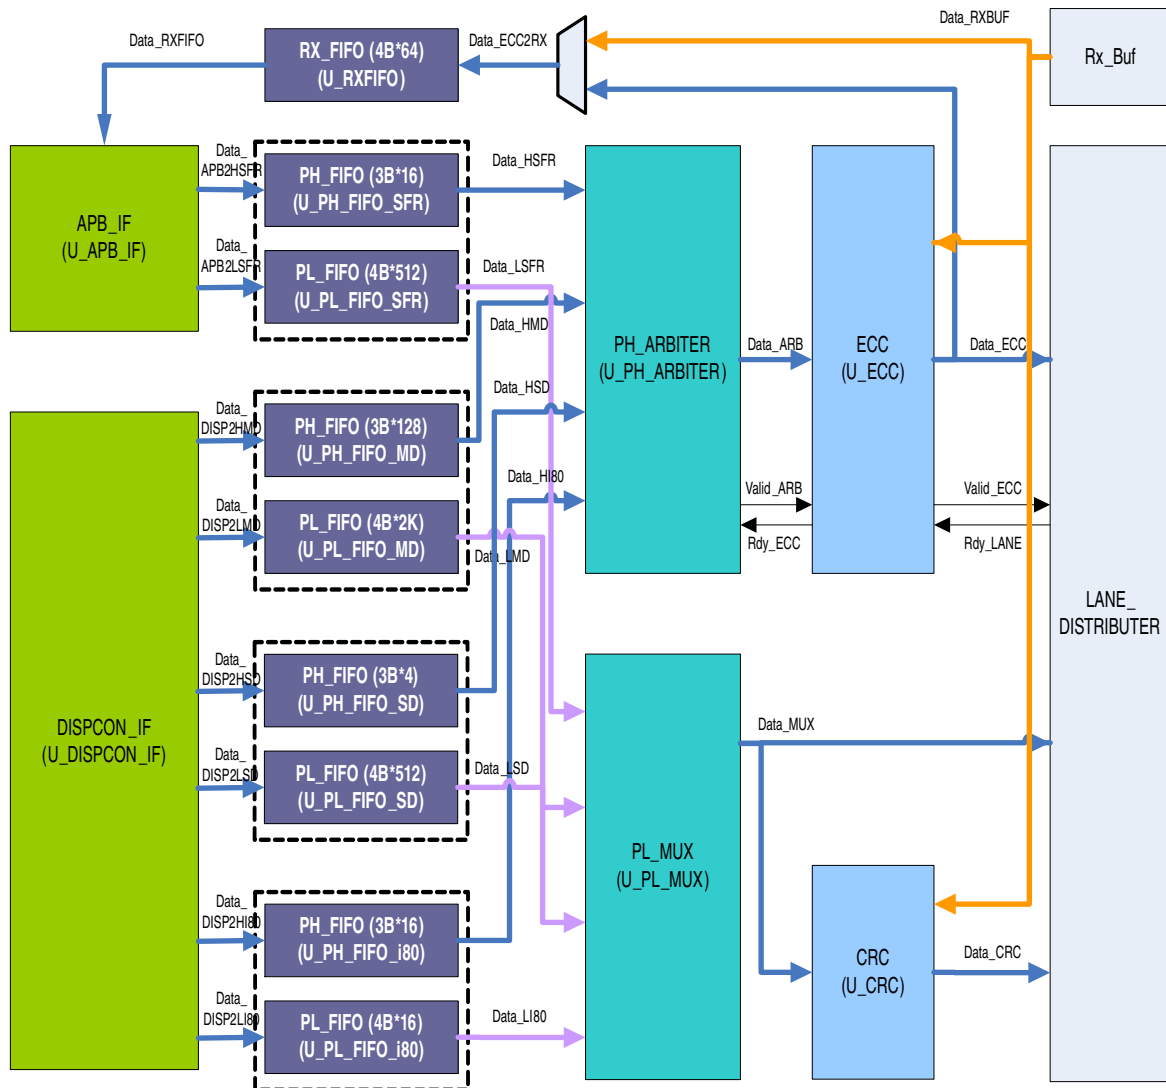 Data_RXBUF
Data_RXFIFO
RX_FIFO (4B*64)
(U_RXFIFO)
Data_ECC2RX
Rx_Buf
APB_IF
(U_APB_IF)
Data_
APB2HSFR
PH_FIFO (3B*16)
(U_PH_FIFO_SFR)
Data_HSFR
Data_
APB2LSFR
PL_FIFO (4B*512)
(U_PL_FIFO_SFR)
Data_LSFR
Data_HMD
PH_ARBITER
(U_PH_ARBITER)
Data_ARB
ECC
(U_ECC)
Data_ECC
Data_HSD
Data_
DISP2HMD
PH_FIFO (3B*128)
(U_PH_FIFO_MD)
Data_HI80
Data_
DISP2LMD
PL_FIFO (4B*2K)
(U_PL_FIFO_MD)
Data_LMD
Valid_ARB
Rdy_ECC
Valid_ECC
Rdy_LANE
LANE_
DISTRIBUTER
DISPCON_IF
(U_DISPCON_IF)
Data_
DISP2HSD
PH_FIFO (3B*4)
(U_PH_FIFO_SD)
Data_
DISP2LSD
PL_FIFO (4B*512)
(U_PL_FIFO_SD)
Data_LSD
Data_MUX
PL_MUX
(U_PL_MUX)
Data_
DISP2HI80
PH_FIFO (3B*16)
(U_PH_FIFO_i80)
CRC
(U_CRC)
Data_CRC
Data_
DISP2LI80
PL_FIFO (4B*16)
(U_PL_FIFO_i80)
Data_LI80